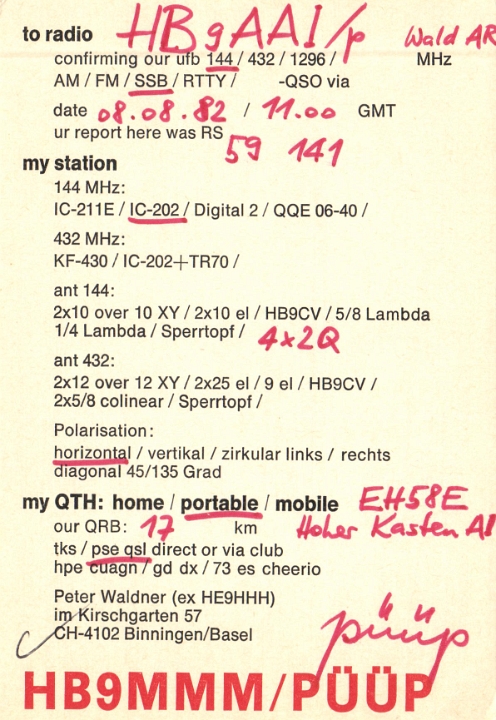 to radio HB9AAI/p Wald AR
confirming our ufb 144 / 432 / 1296 / MHz
AM / FM / SSB / RTTY / -QSO via
date 08.08.82 / 11.00 GMT
ur report here was RS 59 141
my station
144 MHz:
IC-211E / IC-202 / Digital 2 / QQE 06-40 /
432 MHz:
KF-430 / IC-202+TR70 /
ant 144:
2x10 over 10 XY / 2x10 el / HB9CV / 5/8 Lambda
1/4 Lambda / Sperrtopf / 4x2Q
ant 432:
2x12 over 12 XY / 2x25 el / 9 el / HB9CV /
2x5/8 colinear / Sperrtopf /
Polarisation:
horizontal / vertikal / zirkular links / rechts
diagonal 45/135 Grad
my QTH: home / portable / mobile EH58E
our QRB: 17 km Hoher Kasten AI
tks / pse qsl direct or via club
hpe cuagn / gd dx / 73 es cheerio
Peter Waldner (ex HE9HHH)
im Kirschgarten 57
CH-4102 Binningen/Basel
püüp
HB9MMM/PÜÜP